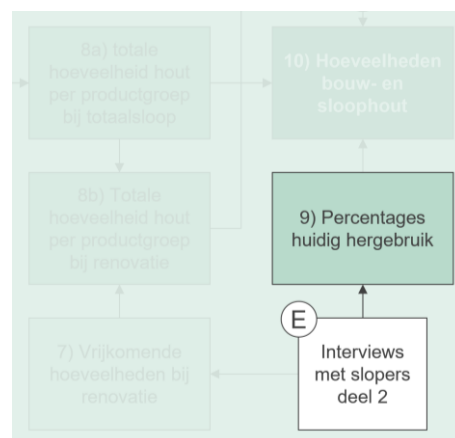 8a) totale
hoeveelheid hout
per productgroep
bij totaalsloop
10) Hoeveelheden
bouw- en
sloophout
8b) Totale
hoeveelheid hout
per productgroep
bij renovatie
9) Percentages
huidig hergebruik
7) Vrijkomende
hoeveelheden bij
renovatie
E
Interviews
met slopers
deel 2